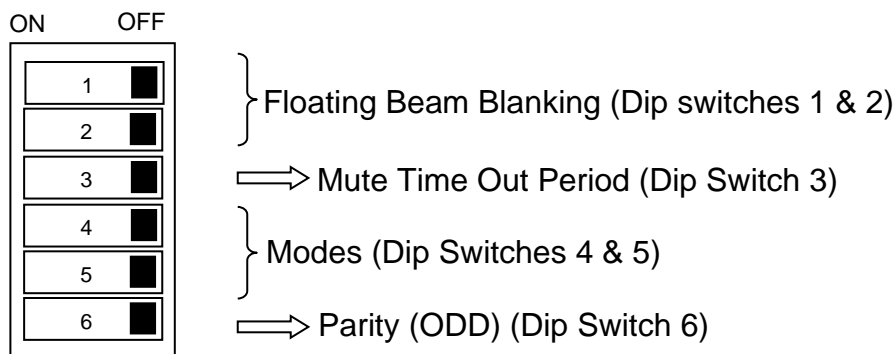 ON OFF
1
2
Floating Beam Blanking (Dip switches 1 & 2)
3
Mute Time Out Period (Dip Switch 3)
4
5
Modes (Dip Switches 4 & 5)
6
Parity (ODD) (Dip Switch 6)